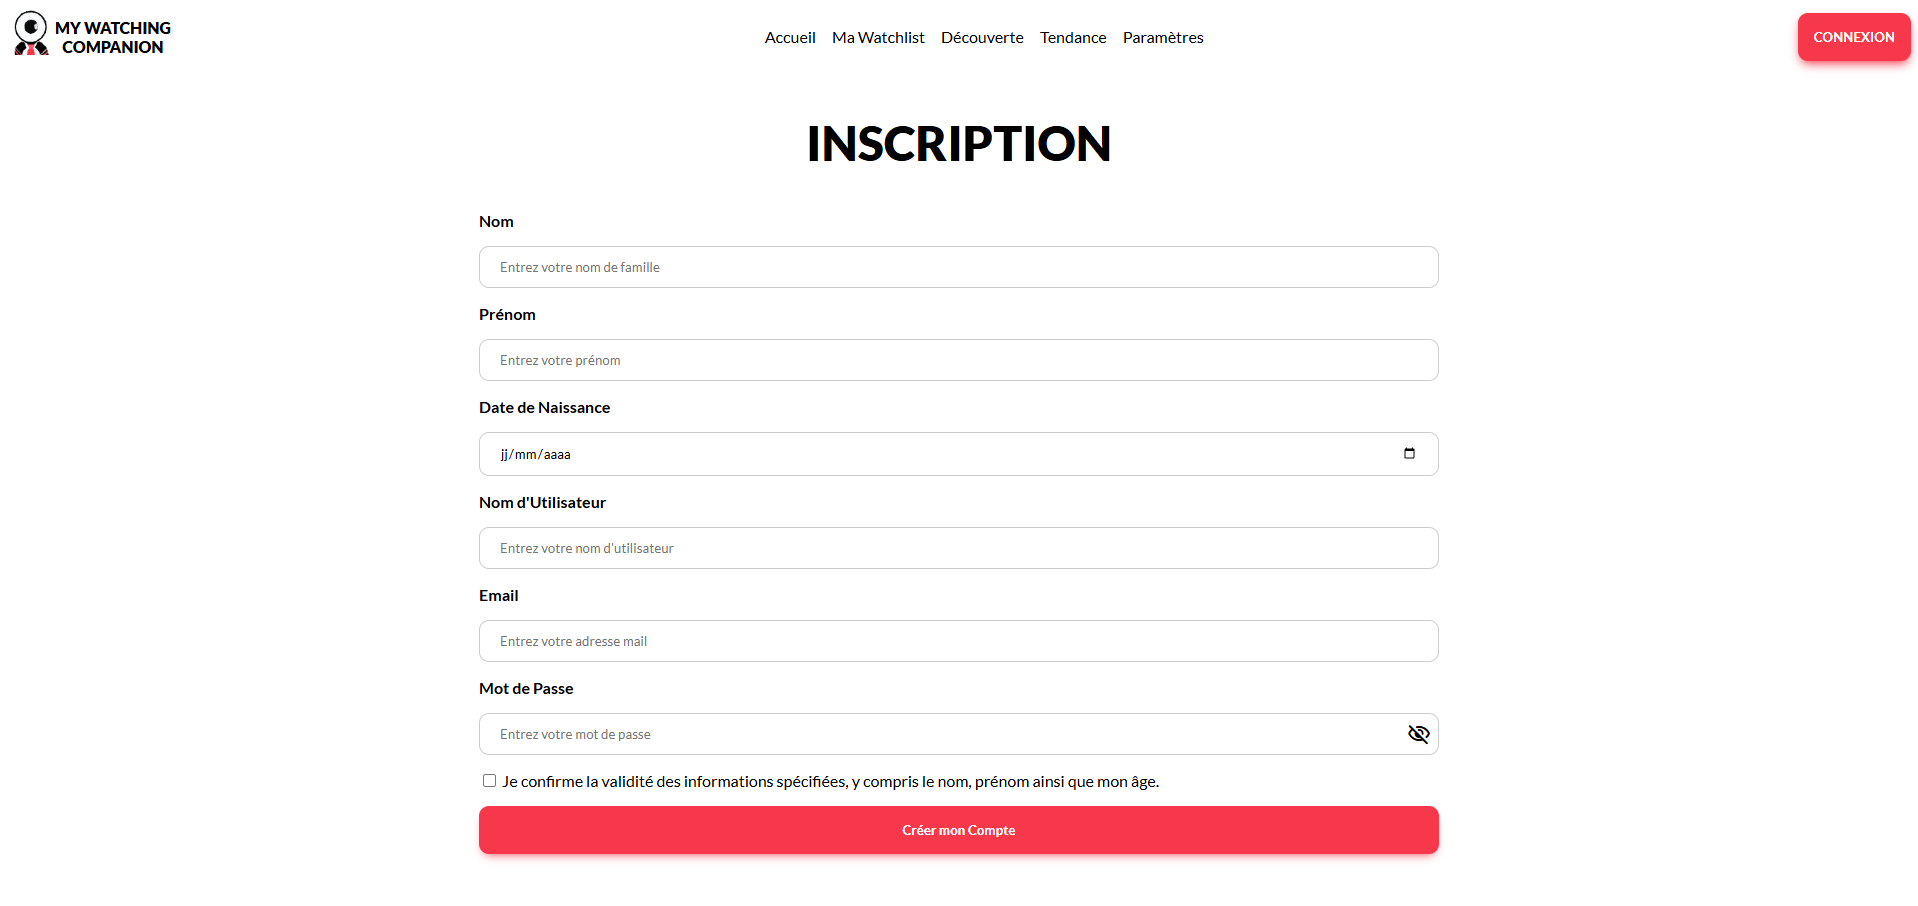 MY WATCHING
COMPANION
Accueil Ma Watchlist Découverte Tendance Paramètres
CONNEXION
INSCRIPTION
Nom
Entrez votre nom de famille
Prénom
Entrez votre prénom
Date de Naissance
jj/mm/aaaa
Nom d'Utilisateur
Entrez votre nom d'utilisateur
Email
Entrez votre adresse mail
Mot de Passe
Entrez votre mot de passe
Je confirme la validité des informations spécifiées, y compris le nom, prénom ainsi que mon âge.
Créer mon Compte